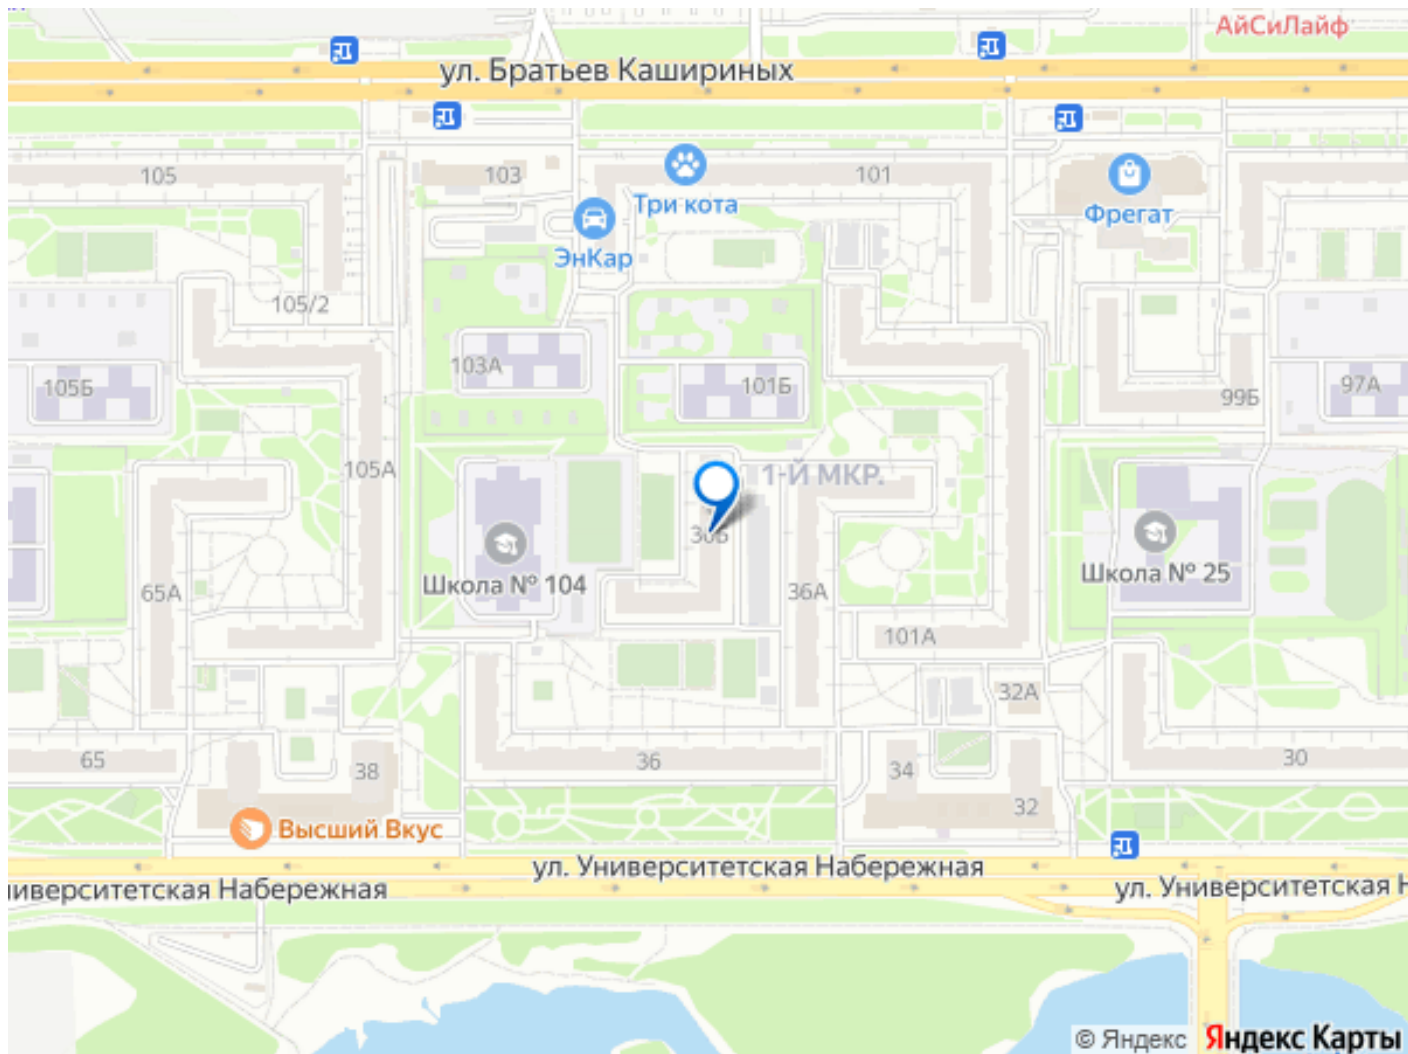 АйСиЛайф
ул. Братьев Кашириных
105
103
101
Три кота
Фрегат
ЭнКар
105/2
103А
101Б
105Б
97А
99Б
105А
1-Й МКР.
36Б
Школа № 104
Школа № 25
65А
36А
101А
32А
65
38
36
34
30
32
Высший Вкус
ул. Университетская Набережная
ниверситетская Набережная
ул. Университетская Н
© Яндекс Яндекс Карты